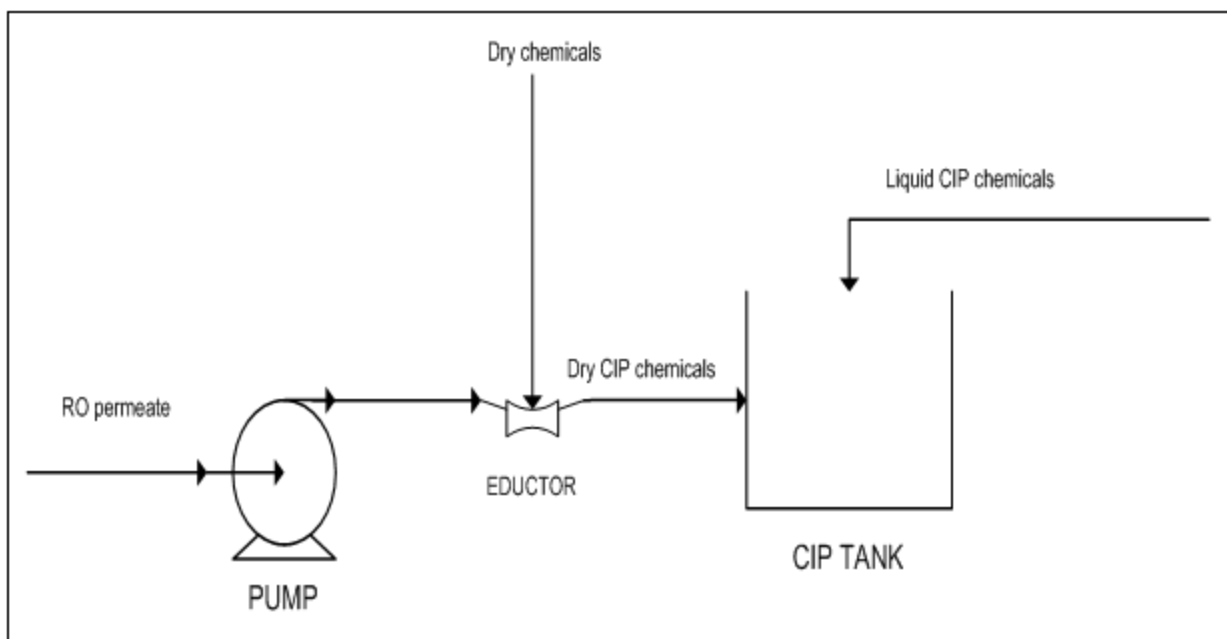 Dry chemicals
Liquid CIP chemicals
Dry CIP chemicals
RO permeate
EDUCTOR
CIP TANK
PUMP